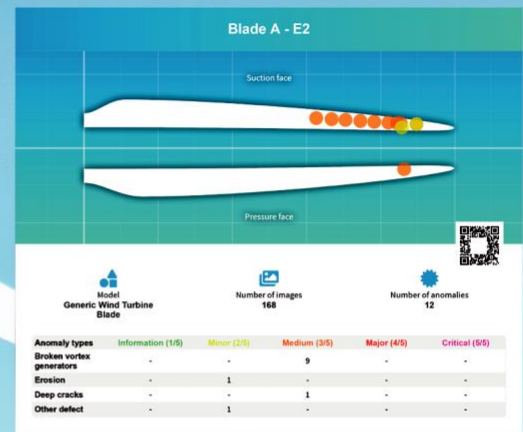 Blade A - E2
Suction face
Pressure face
Model
Generic Wind Turbine
Blade
Number of images
168
Number of anomalies
12
Anomaly types Information (1/5) Minor (2/5) Medium (3/5) Major (4/5) Critical (5/5)
Broken vortex
generators - - 9 - -
Erosion - 1 - - -
Deep cracks - - 1 - -
Other defect - 1 - - -